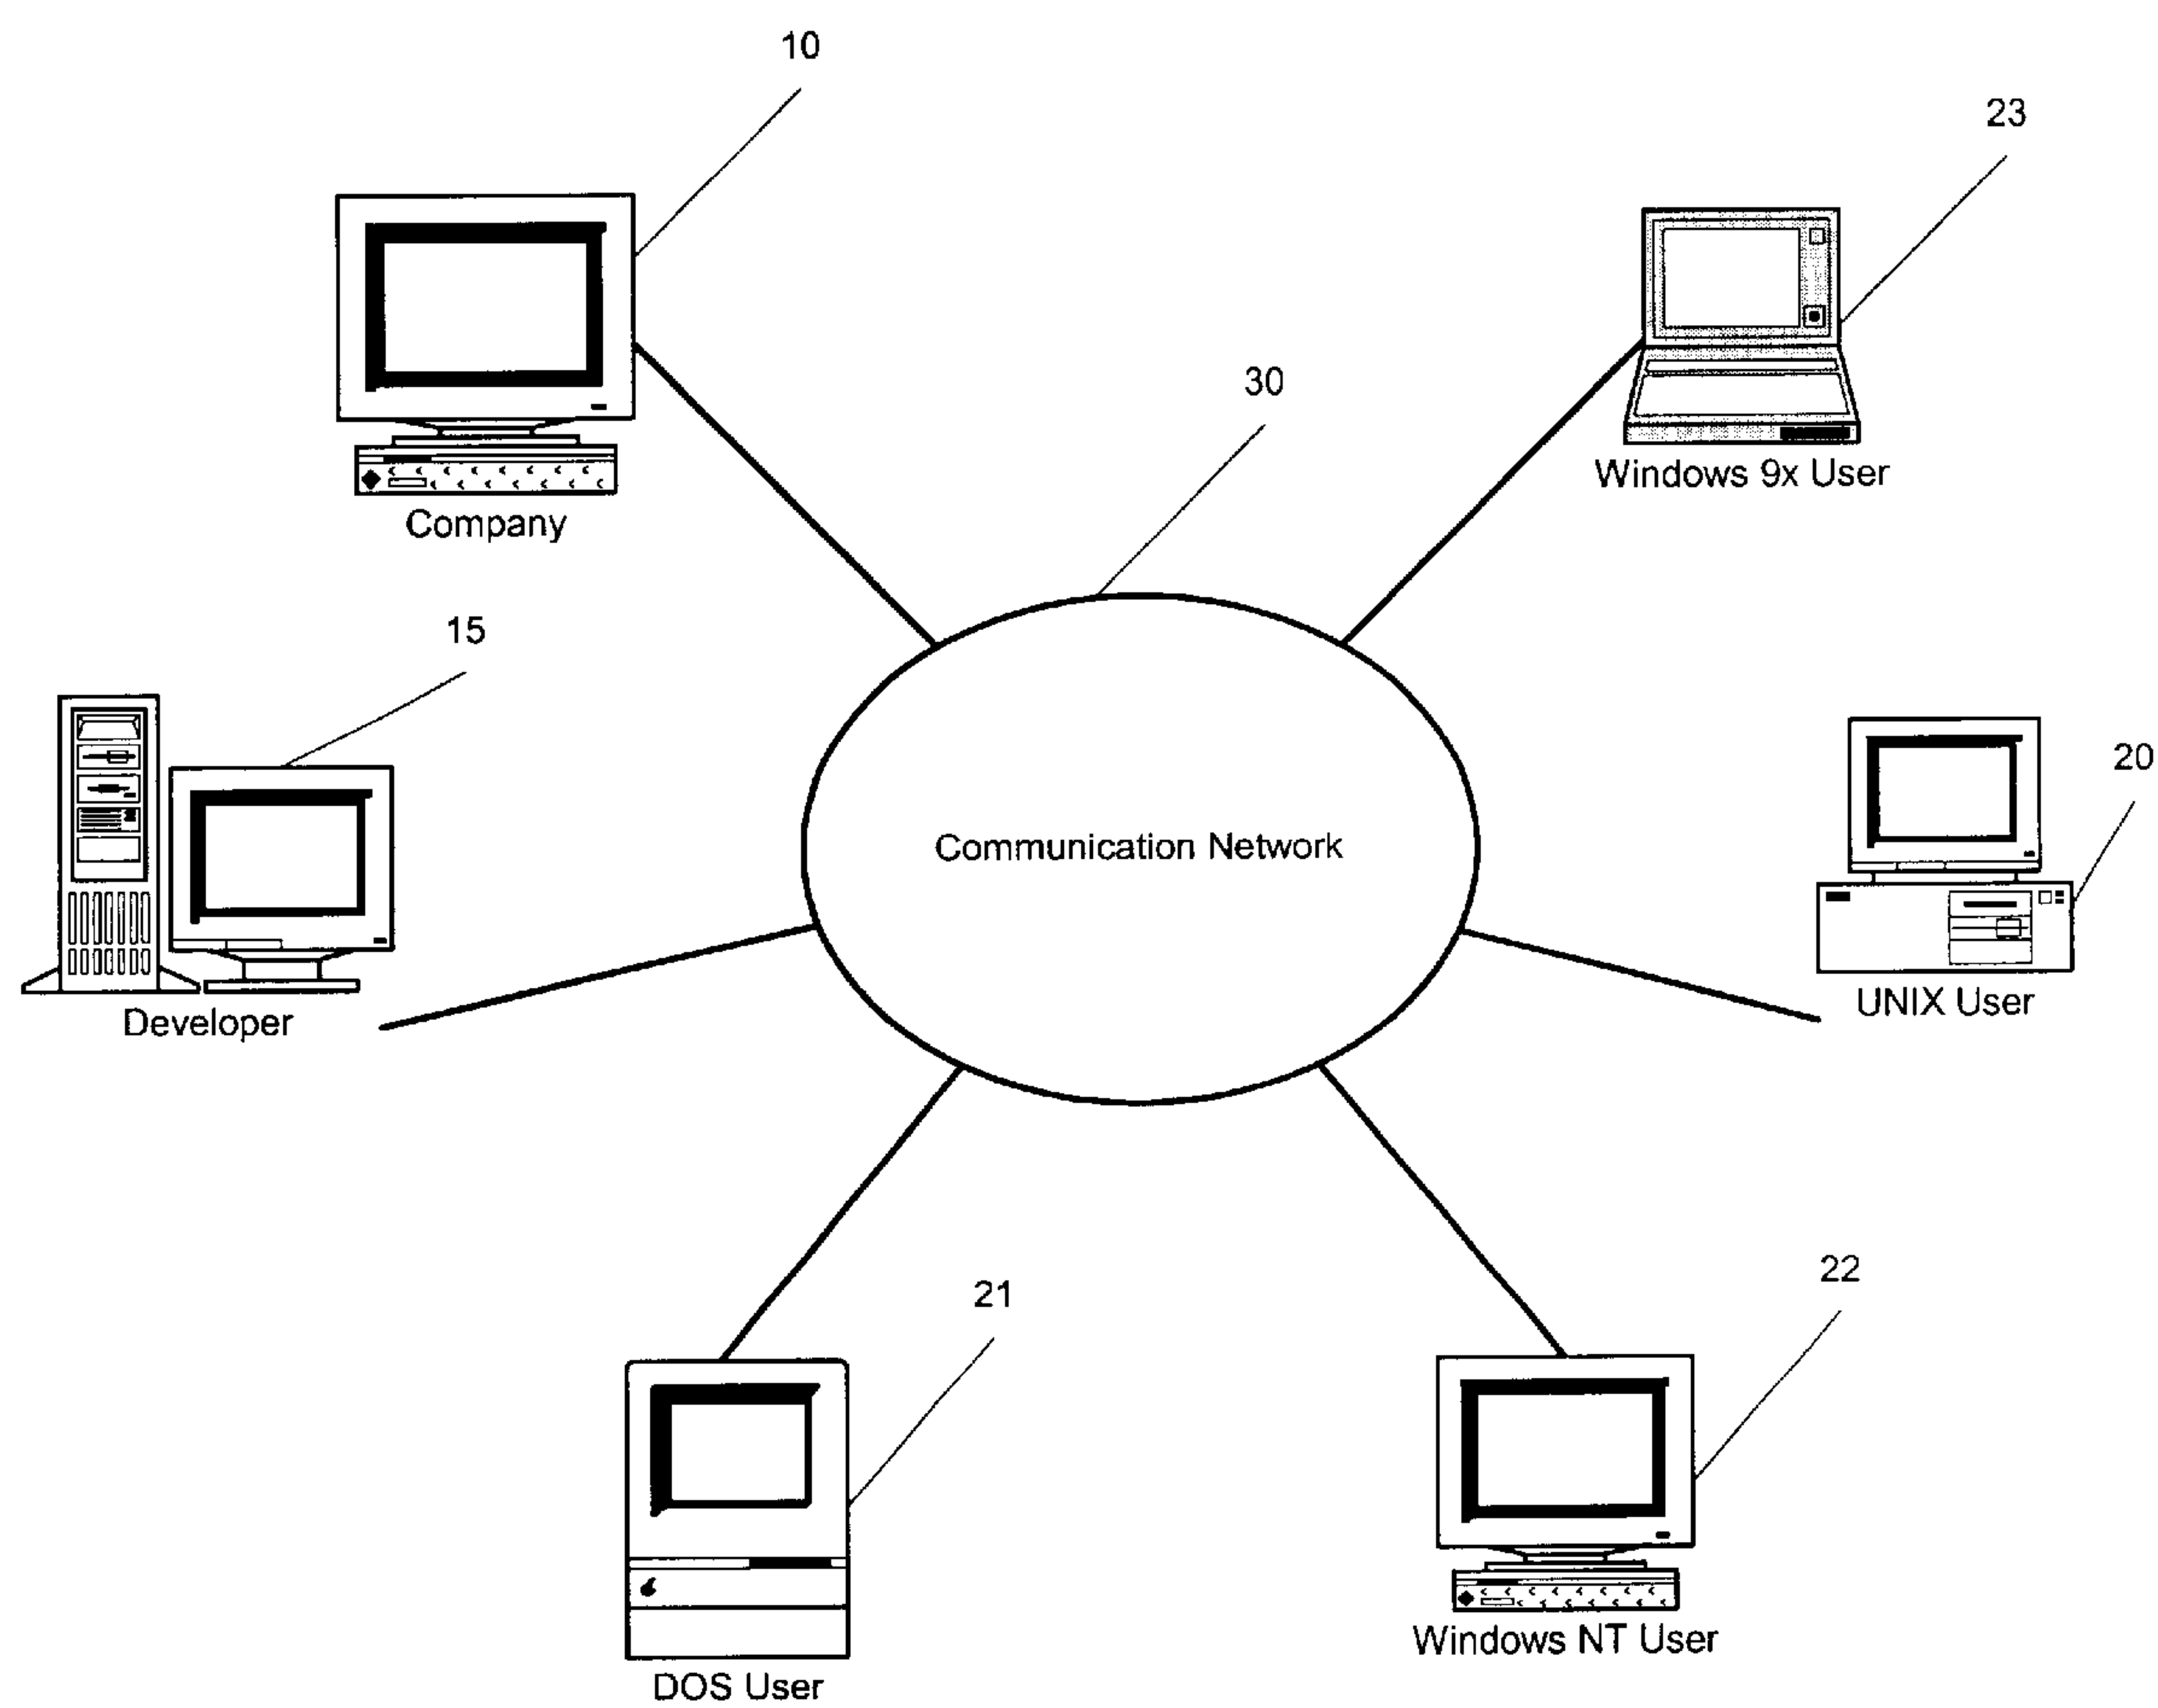 10
23
30
Windows 9x User
Company
15
20
Communication Network
UNIX User
Developer
21
22
Windows NT User
DOS User